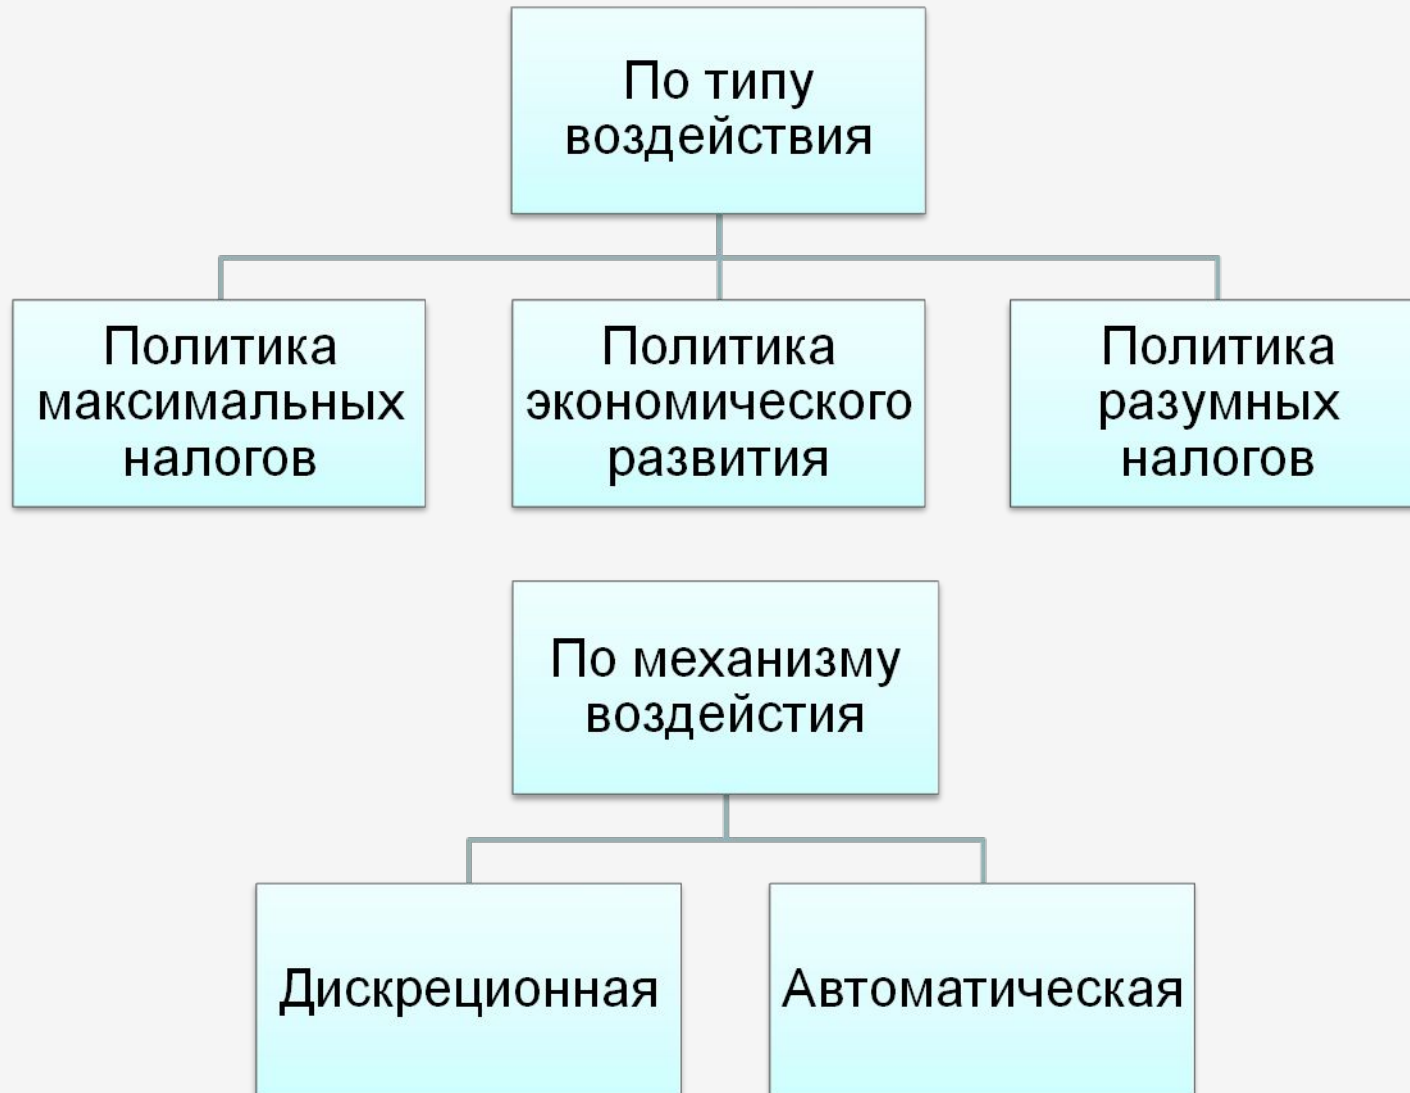 По типу
воздействия
Политика
максимальных
налогов
Политика
экономического
развития
Политика
разумных
налогов
По механизму
воздейстия
Дискреционная
Автоматическая